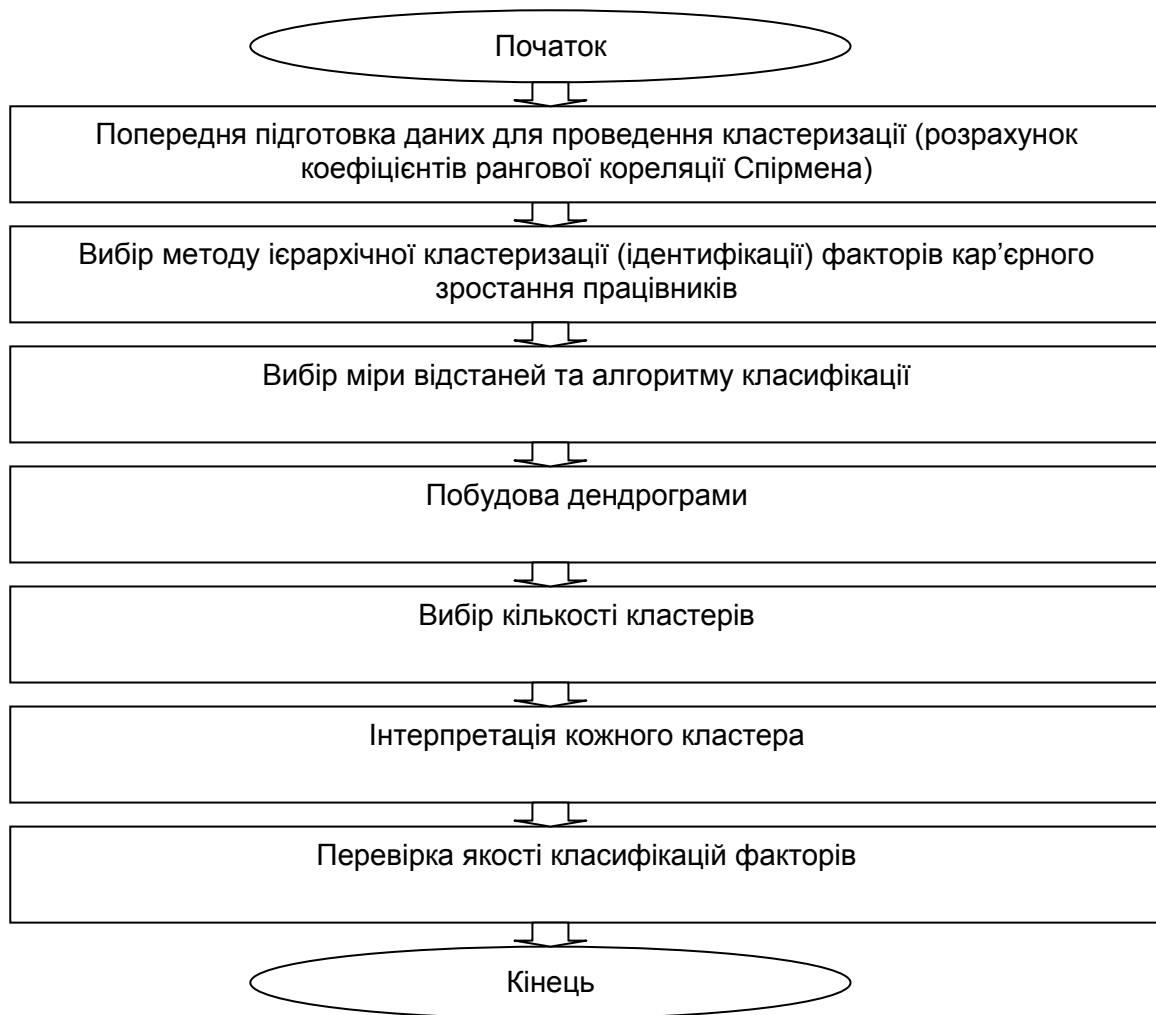 Початок
Попередня підготовка даних для проведення кластеризації (розрахунок
коефіцієнтів рангової кореляції Спірмена)
Вибір методу ієрархічної кластеризації (ідентифікації) факторів кар’єрного
зростання працівників
Вибір міри відстаней та алгоритму класифікації
Побудова дендрограми
Вибір кількості кластерів
Інтерпретація кожного кластера
Перевірка якості класифікацій факторів
Кінець